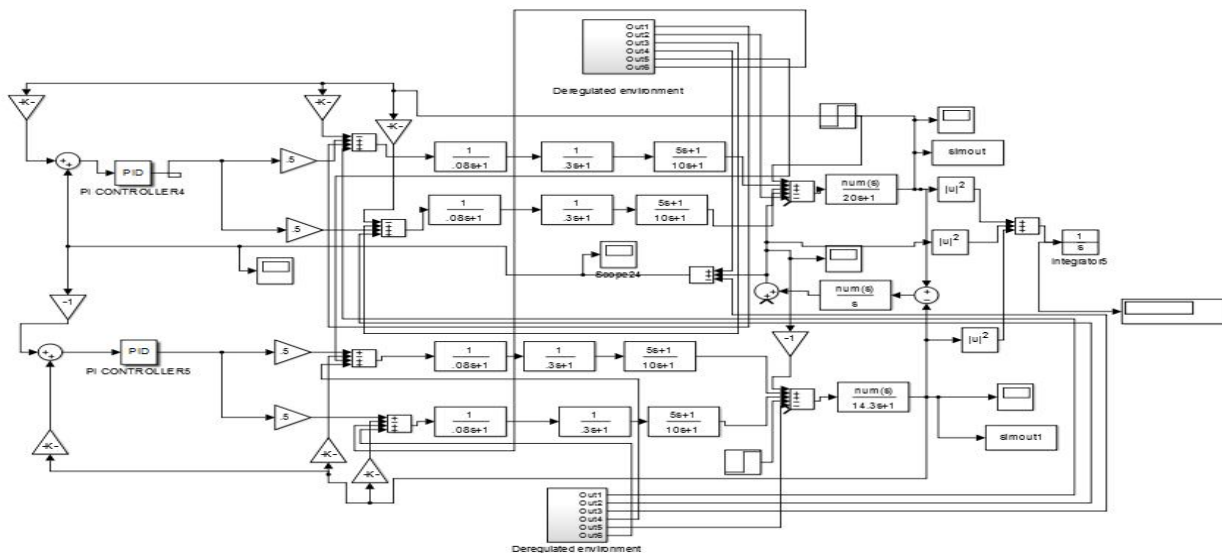 Out1
Out2
Out3
Out4
Out5
Out6
Deregulated environment
-K-
-K-
-K-
PID
PI CONTROLLER4
.5
1
.08s+1
1
.3s+1
5s+1
10s+1
num(s)
20s+1
simout
|u|²
.5
1
.08s+1
1
.3s+1
5s+1
10s+1
|u|²
1
s
Integrator5
Scope24
num(s)
s
-1
-1
|u|²
PID
PI CONTROLLER5
.5
1
.08s+1
1
.3s+1
5s+1
10s+1
num(s)
14.3s+1
.5
1
.08s+1
1
.3s+1
5s+1
10s+1
simout1
-K-
-K-
-K-
Out1
Out2
Out3
Out4
Out5
Out6
Deregulated environment